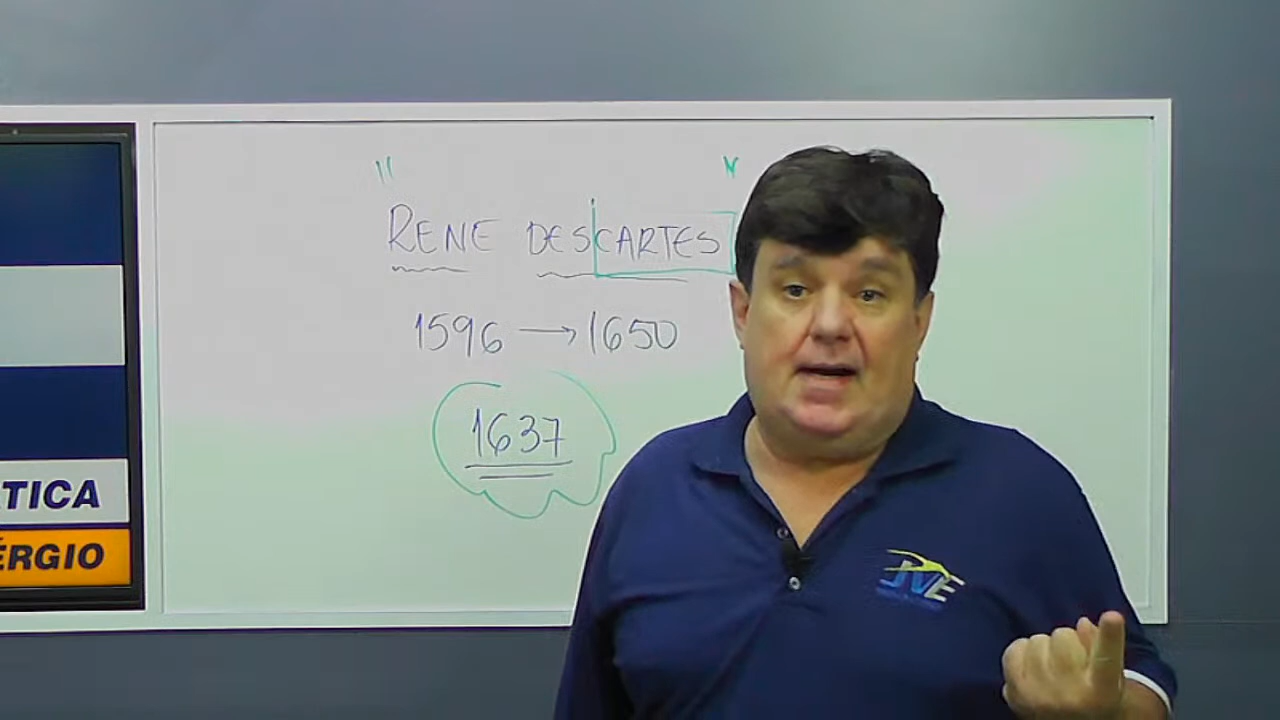 " "
RENE DESCARTES
1596 → 1650
1637
TICA
ÉRGIO
JVE